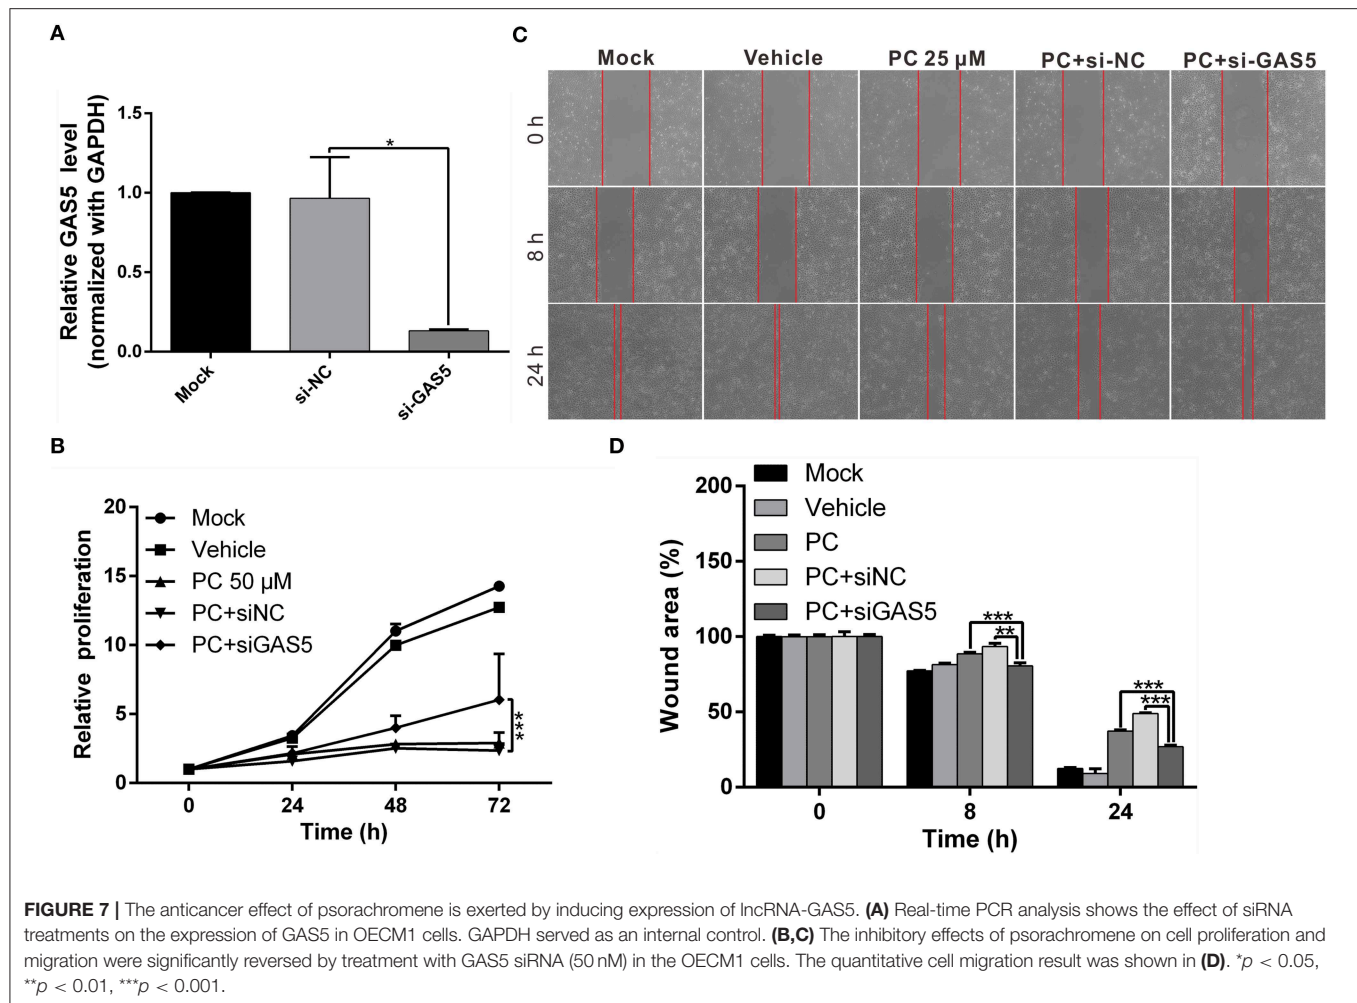 A
Relative GAS5 level
(normalized with GAPDH)
1.5
1.0
0.5
0.0
*
Mock
si-NC
si-GAS5
C
Mock
Vehicle
PC 25 µM
PC+si-NC
PC+si-GAS5
0 h
8 h
24 h
B
Relative proliferation
20
15
10
5
0
Mock
Vehicle
PC 50 µM
PC+siNC
PC+siGAS5
***
0
24
48
72
Time (h)
D
Wound area (%)
200
150
100
50
0
Mock
Vehicle
PC
PC+siNC
PC+siGAS5
***
**
***
***
0
8
24
Time (h)
FIGURE 7 | The anticancer effect of psorachromene is exerted by inducing expression of lncRNA-GAS5. (A) Real-time PCR analysis shows the effect of siRNA
treatments on the expression of GAS5 in OECM1 cells. GAPDH served as an internal control. (B,C) The inhibitory effects of psorachromene on cell proliferation and
migration were significantly reversed by treatment with GAS5 siRNA (50 nM) in the OECM1 cells. The quantitative cell migration result was shown in (D). *p < 0.05,
**p < 0.01, ***p < 0.001.